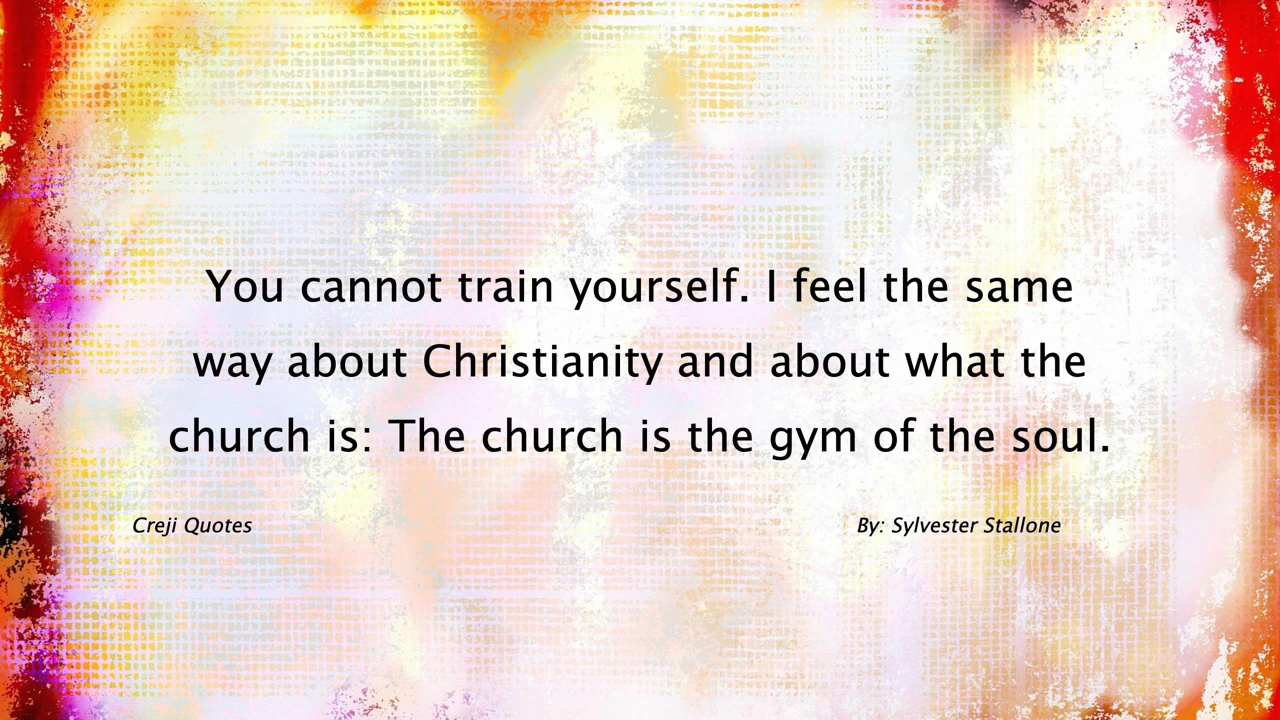 You cannot train yourself. I feel the same
way about Christianity and about what the
church is: The church is the gym of the soul.
Creji Quotes
By: Sylvester Stallone